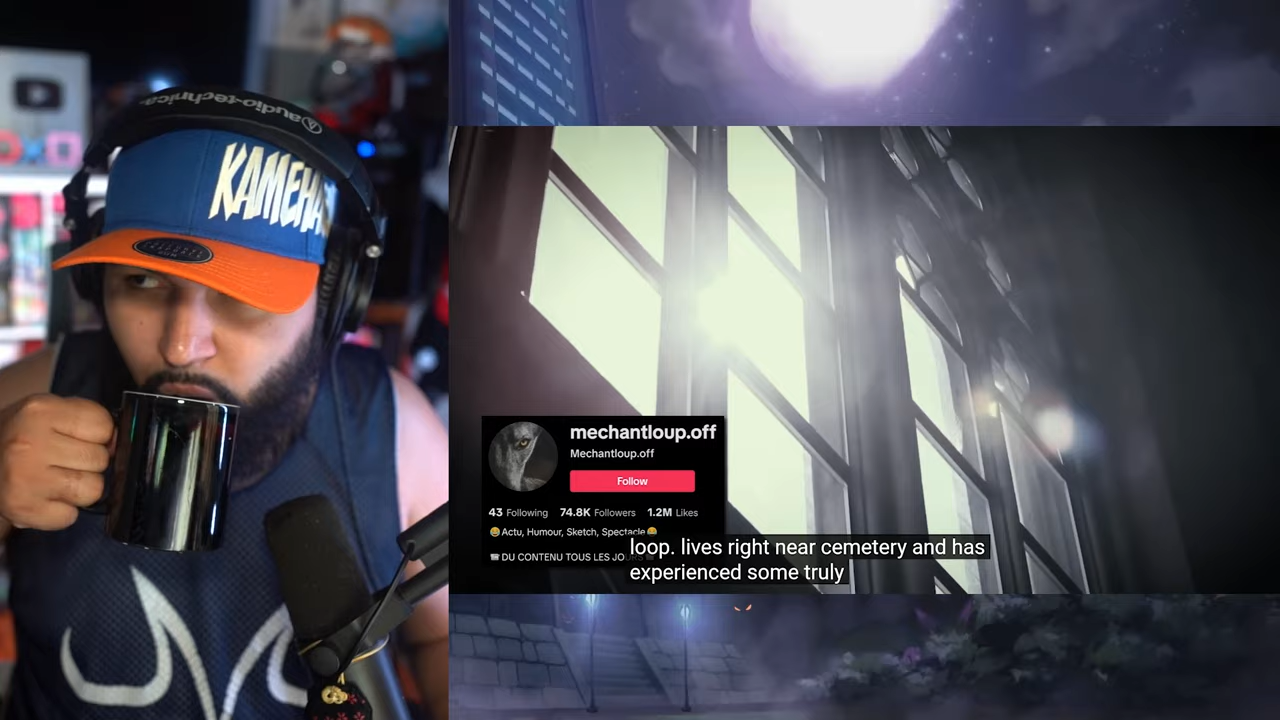 audio-technica
KAMEHA
mechantloup.off
Mechantloup.off
Follow
43 Following 74.8K Followers 1.2M Likes
😂Actu, Humour, Sketch, Spectacle😂
DU CONTENU TOUS LES JOURS
loop. lives right near cemetery and has
experienced some truly